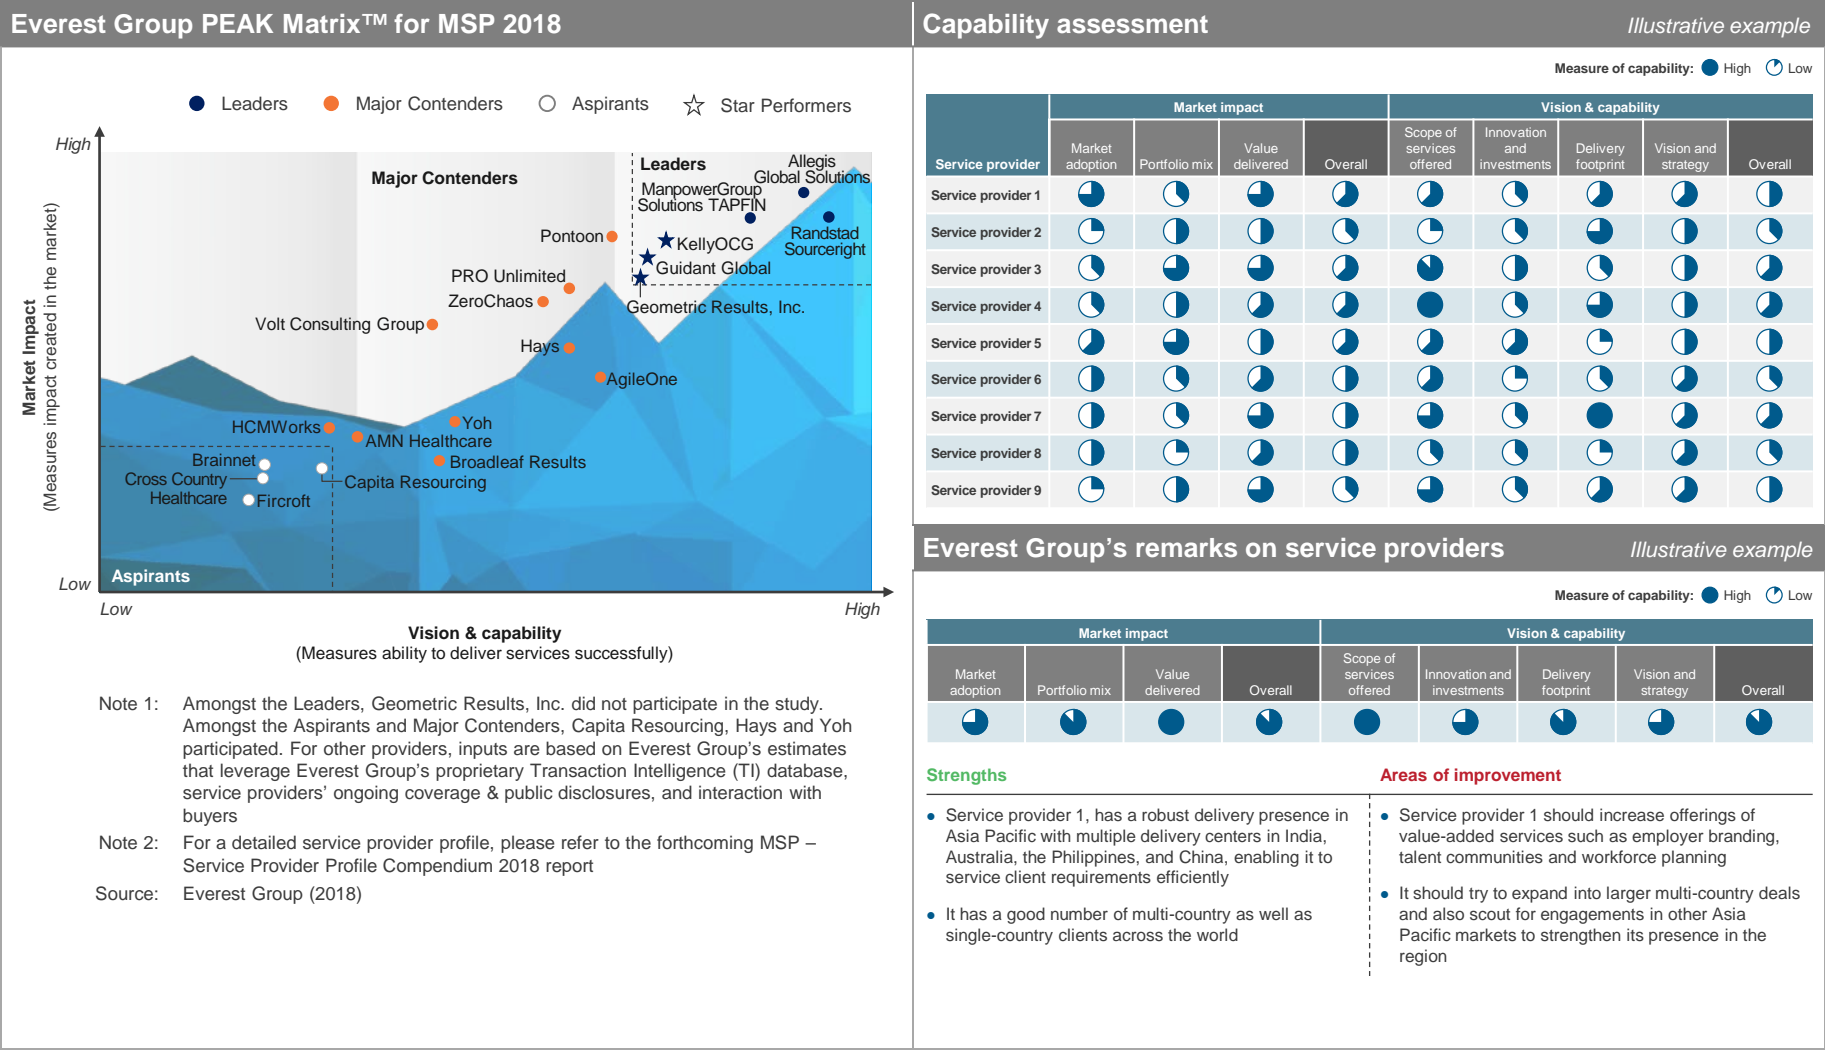 Everest Group PEAK Matrix™ for MSP 2018
Leaders
Major Contenders
Aspirants
Star Performers
High
Major Contenders
Leaders
Allegis
Global Solutions
ManpowerGroup
Solutions TAPFIN
Randstad
Sourceright
Pontoon
KellyOCG
Guidant Global
Geometric Results, Inc.
PRO Unlimited
ZeroChaos
Volt Consulting Group
Hays
AgileOne
HCMWorks
Yoh
AMN Healthcare
Broadleaf Results
Brainnet
Cross Country
Healthcare
Capita Resourcing
Fircroft
Aspirants
Market Impact
(Measures impact created in the market)
Low
Low
High
Vision & capability
(Measures ability to deliver services successfully)
Note 1:
Amongst the Leaders, Geometric Results, Inc. did not participate in the study.
Amongst the Aspirants and Major Contenders, Capita Resourcing, Hays and Yoh
participated. For other providers, inputs are based on Everest Group’s estimates
that leverage Everest Group’s proprietary Transaction Intelligence (TI) database,
service providers’ ongoing coverage & public disclosures, and interaction with
buyers
Note 2:
For a detailed service provider profile, please refer to the forthcoming MSP –
Service Provider Profile Compendium 2018 report
Source:
Everest Group (2018)
Capability assessment
Illustrative example
Measure of capability: High Low
Market impact
Vision & capability
Service provider
Market
adoption
Portfolio mix
Value
delivered
Overall
Scope of
services
offered
Innovation
and
investments
Delivery
footprint
Vision and
strategy
Overall
Service provider 1
Service provider 2
Service provider 3
Service provider 4
Service provider 5
Service provider 6
Service provider 7
Service provider 8
Service provider 9
Everest Group’s remarks on service providers
Illustrative example
Measure of capability: High Low
Market impact
Vision & capability
Market
adoption
Portfolio mix
Value
delivered
Overall
Scope of
services
offered
Innovation and
investments
Delivery
footprint
Vision and
strategy
Overall
Strengths
Service provider 1, has a robust delivery presence in
Asia Pacific with multiple delivery centers in India,
Australia, the Philippines, and China, enabling it to
service client requirements efficiently
It has a good number of multi-country as well as
single-country clients across the world
Areas of improvement
Service provider 1 should increase offerings of
value-added services such as employer branding,
talent communities and workforce planning
It should try to expand into larger multi-country deals
and also scout for engagements in other Asia
Pacific markets to strengthen its presence in the
region